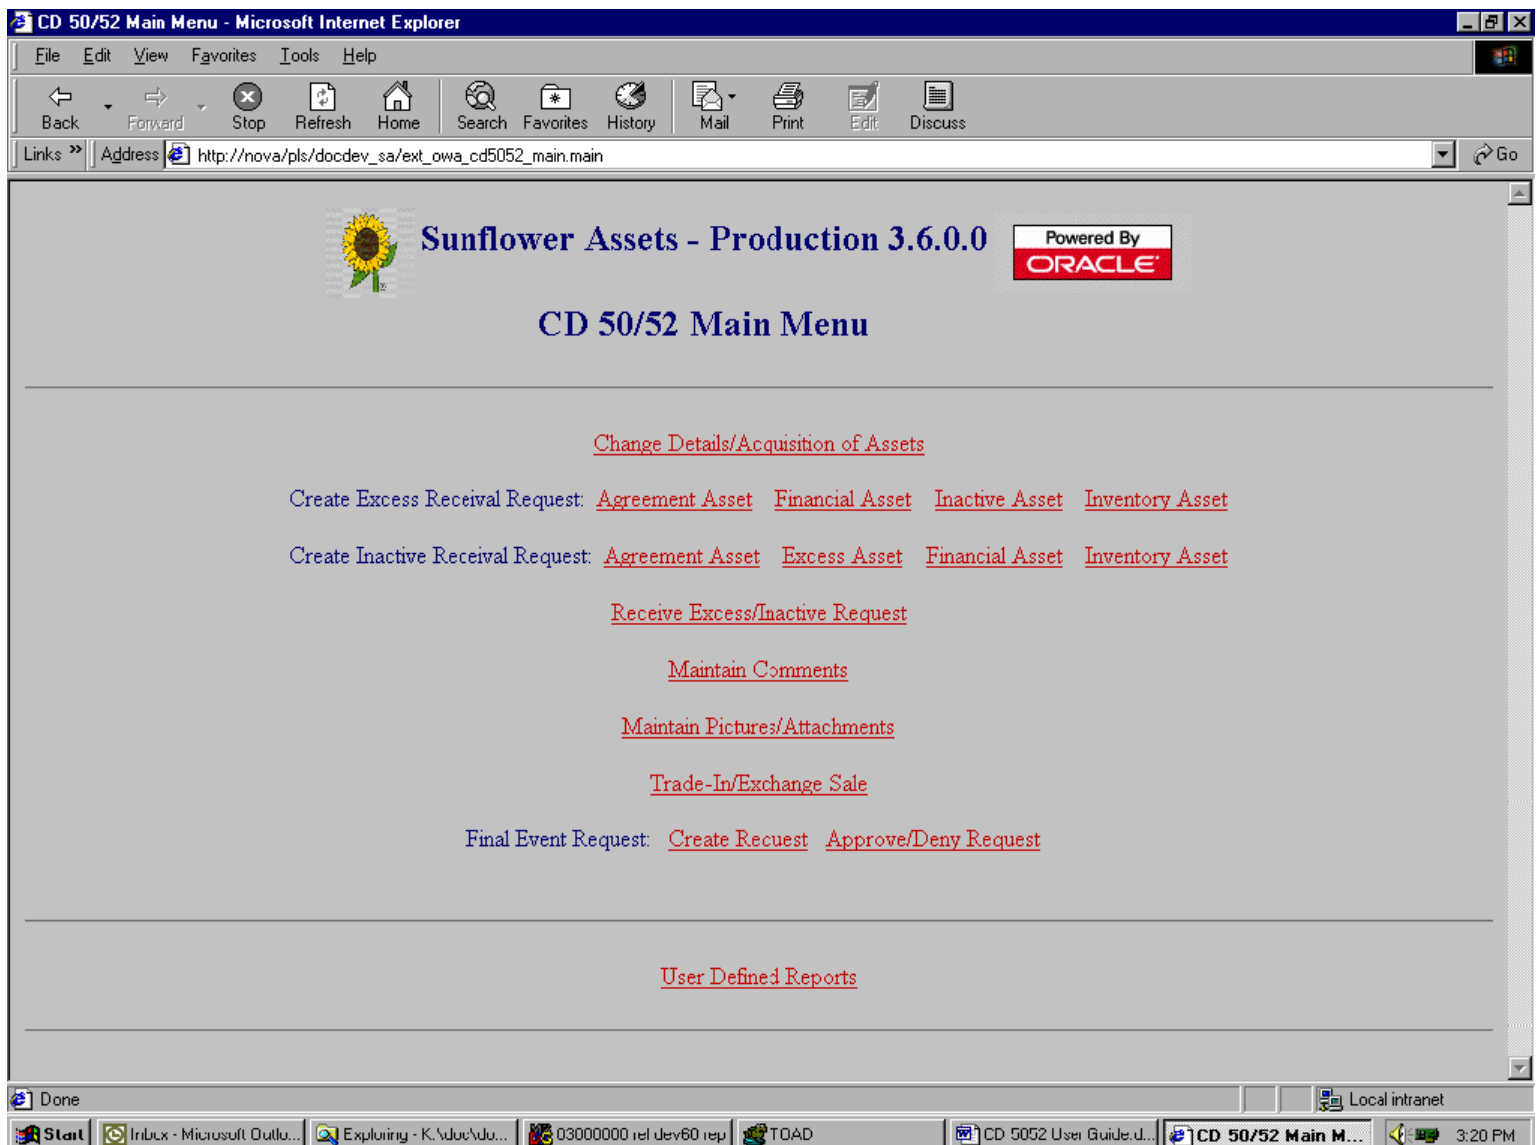 CD 50/52 Main Menu - Microsoft Internet Explorer
File Edit View Favorites Tools Help
Back Forward Stop Refresh Home Search Favorites History Mail Print Edit Discuss
Links » Address http://nova/pls/docdev_sa/ext_owa_cd5052_main.main Go
Sunflower Assets - Production 3.6.0.0 Powered By
ORACLE
CD 50/52 Main Menu
Change Details/Acquisition of Assets
Create Excess Receival Request: Agreement Asset Financial Asset Inactive Asset Inventory Asset
Create Inactive Receival Request: Agreement Asset Excess Asset Financial Asset Inventory Asset
Receive Excess/Inactive Request
Maintain Comments
Maintain Pictures/Attachments
Trade-In/Exchange Sale
Final Event Request: Create Request Approve/Deny Request
User Defined Reports
Done Local intranet
Start Inbox - Microsoft Outlo... Exploring - K:\doc\do... 03000000 rel dev60 rep TOAD CD 5052 User Guide.d... CD 50/52 Main M... 3:20 PM